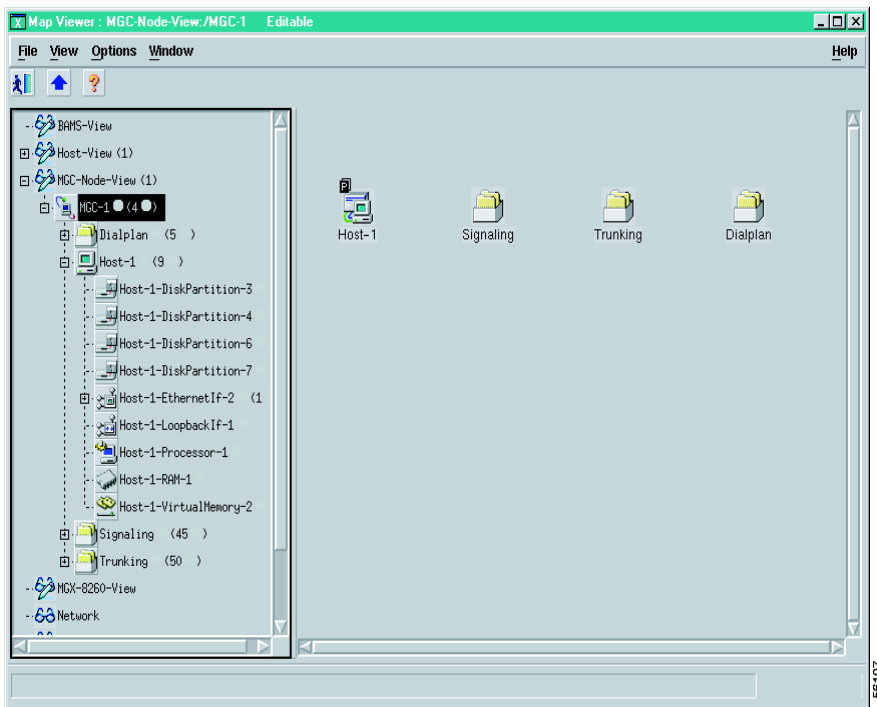 Map Viewer : MGC-Node-View:/MGC-1 Editable
File View Options Window Help
BAMS-View
Host-View (1)
MGC-Node-View (1)
MGC-1 (4 )
Dialplan (5 )
Host-1 (9 )
Host-1-DiskPartition-3
Host-1-DiskPartition-4
Host-1-DiskPartition-6
Host-1-DiskPartition-7
Host-1-EthernetIf-2 (1
Host-1-LoopbackIf-1
Host-1-Processor-1
Host-1-RAM-1
Host-1-VirtualMemory-2
Signaling (45 )
Trunking (50 )
MGX-8260-View
Network
P
Host-1
Signaling
Trunking
Dialplan